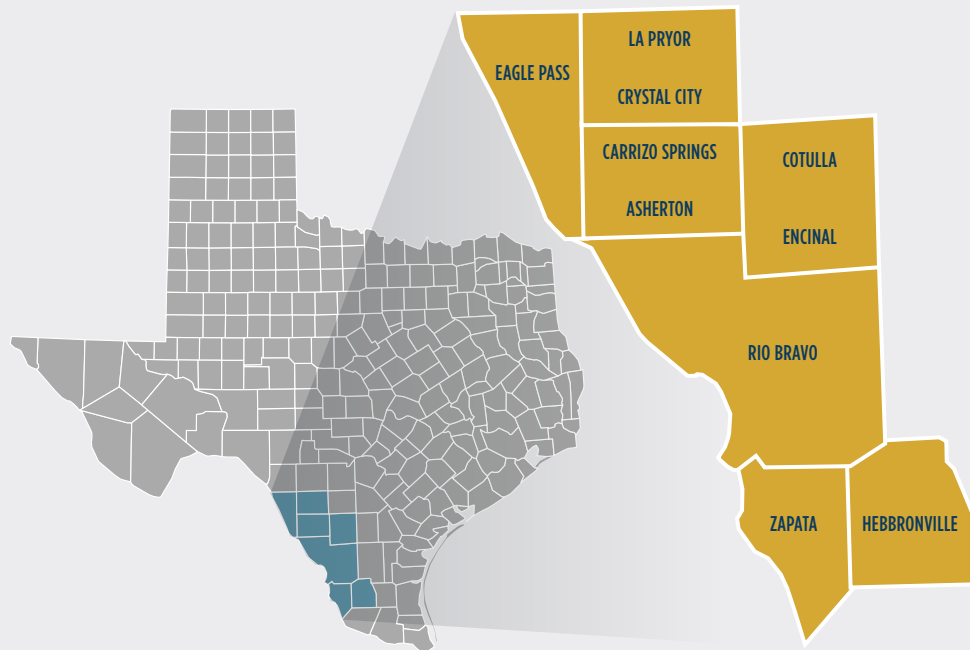 LA PRYOR
EAGLE PASS
CRYSTAL CITY
CARRIZO SPRINGS
COTULLA
ASHERTON
ENCINAL
RIO BRAVO
ZAPATA
HEBBRONVILLE